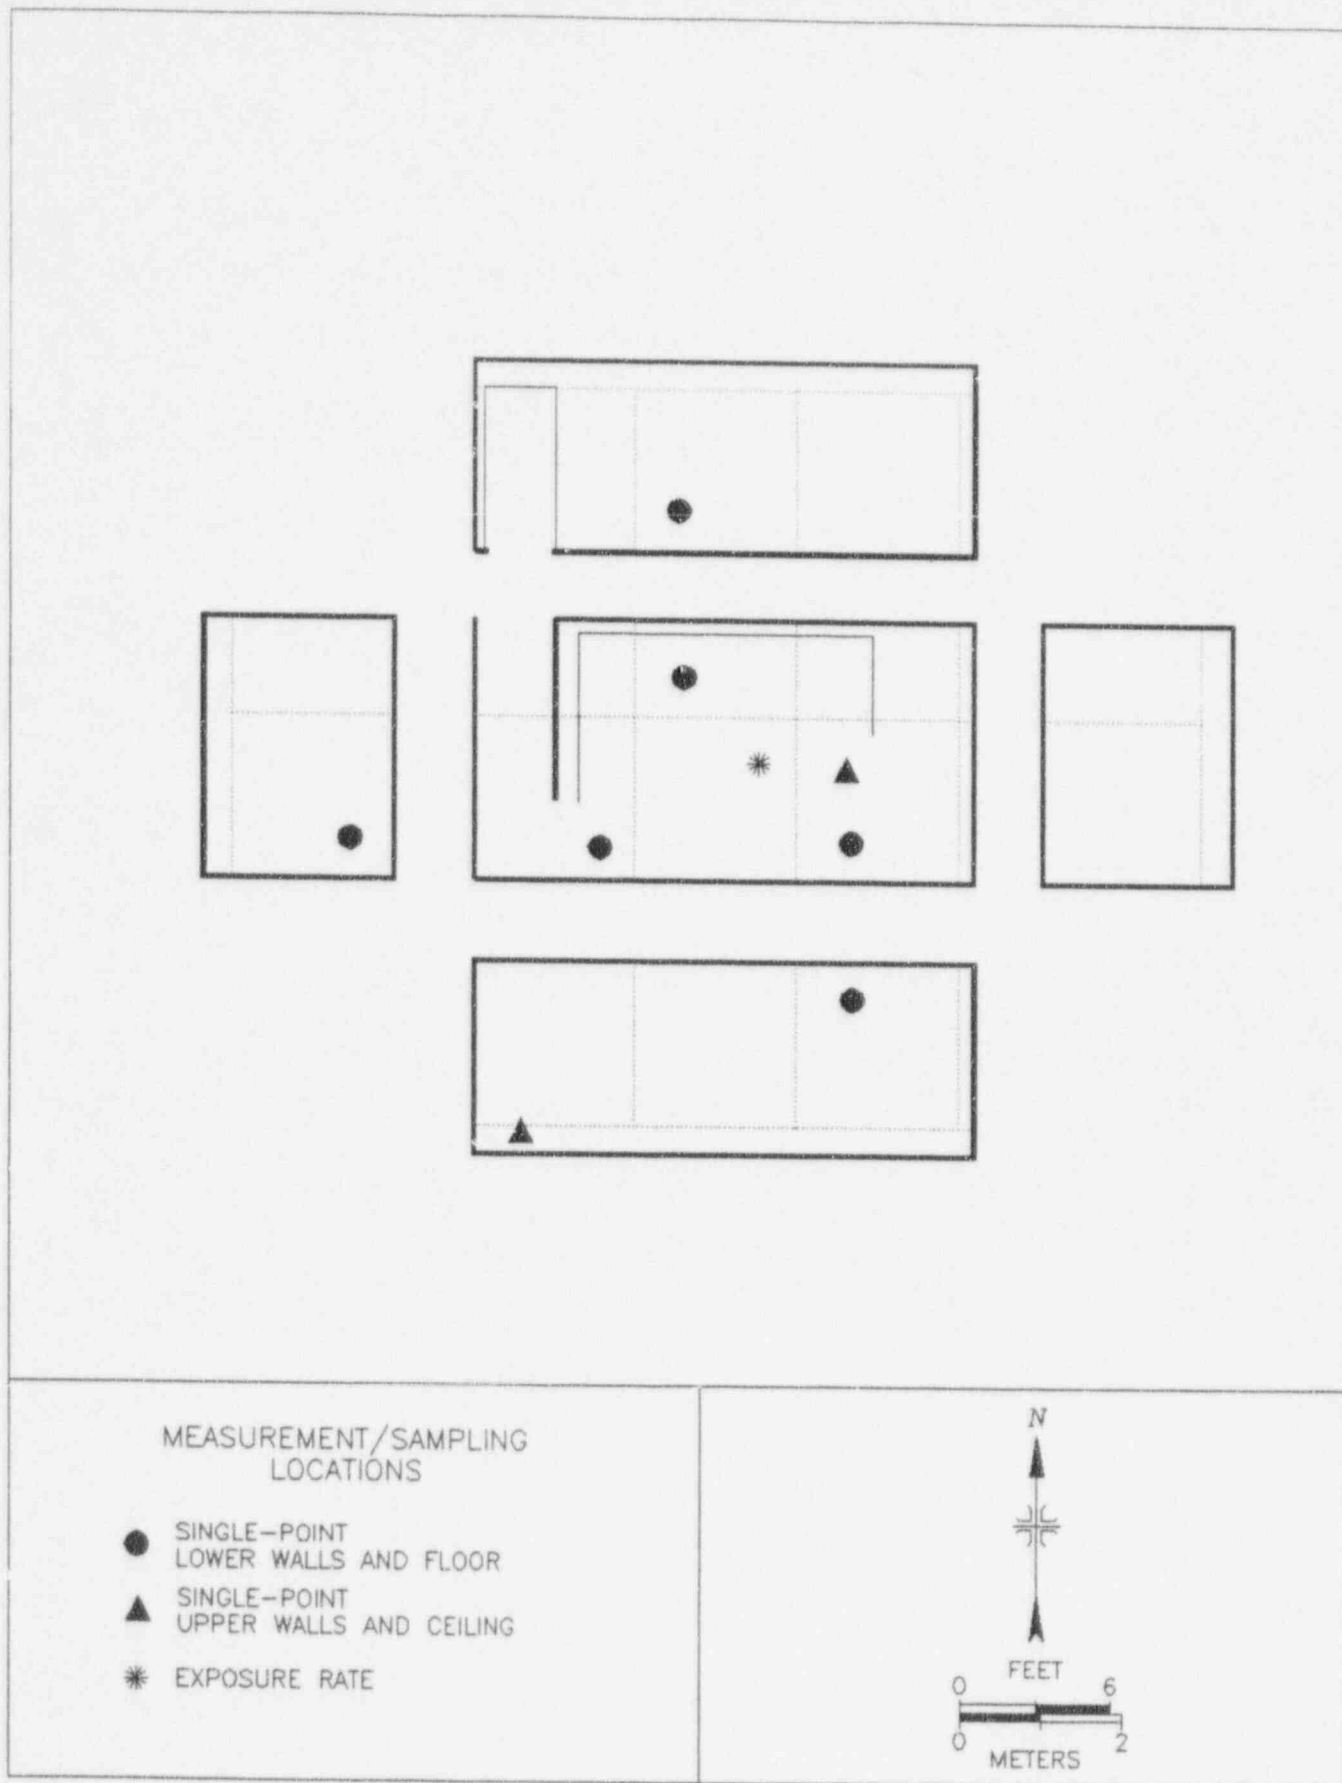 MEASUREMENT/SAMPLING
LOCATIONS
SINGLE-POINT
LOWER WALLS AND FLOOR
SINGLE-POINT
UPPER WALLS AND CEILING
EXPOSURE RATE
N
FEET
0 6
0 2
METERS